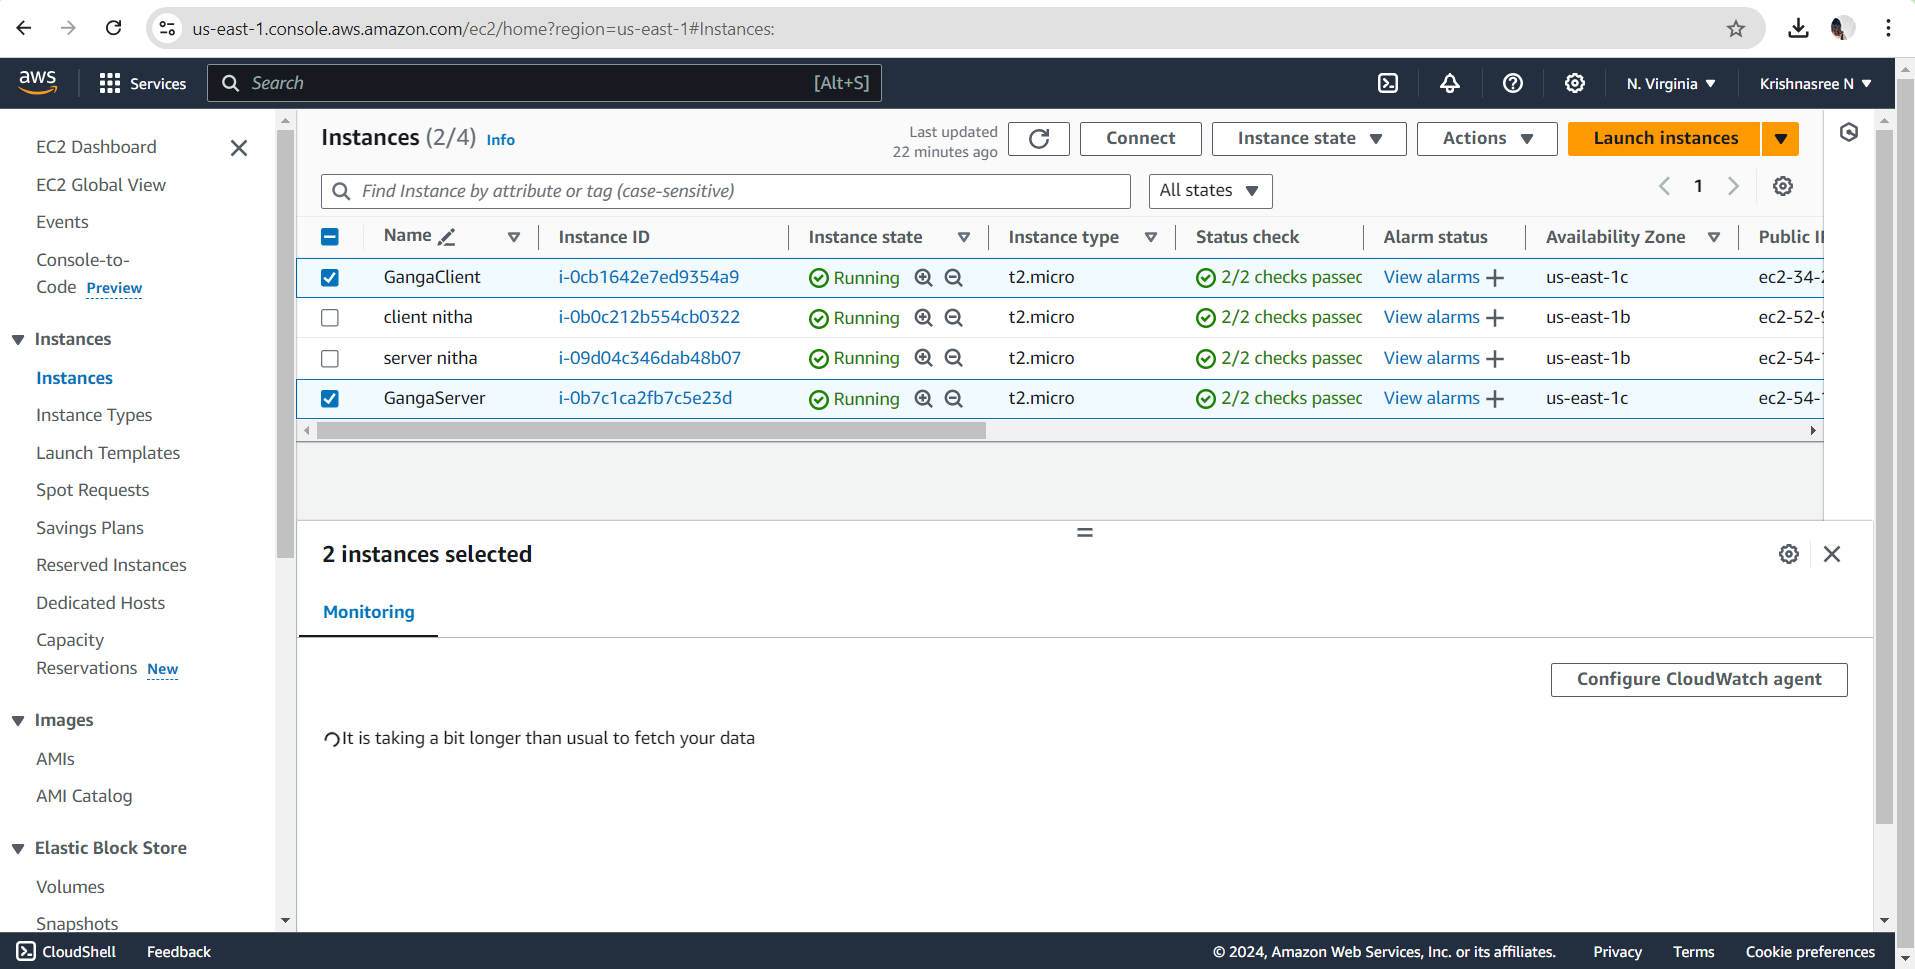 us-east-1.console.aws.amazon.com/ec2/home?region=us-east-1#Instances:
aws
Services
Search
[Alt+S]
N. Virginia
Krishnasree N
EC2 Dashboard
EC2 Global View
Events
Console-to-
Code Preview
Instances
Instances
Instance Types
Launch Templates
Spot Requests
Savings Plans
Reserved Instances
Dedicated Hosts
Capacity
Reservations New
Images
AMIs
AMI Catalog
Elastic Block Store
Volumes
Snapshots
Instances (2/4) Info
Last updated
22 minutes ago
Connect
Instance state
Actions
Launch instances
Find Instance by attribute or tag (case-sensitive)
All states
1
Name Instance ID Instance state Instance type Status check Alarm status Availability Zone Public
GangaClient i-0cb1642e7ed9354a9 Running t2.micro 2/2 checks passec View alarms us-east-1c ec2-34-
client nitha i-0b0c212b554cb0322 Running t2.micro 2/2 checks passec View alarms us-east-1b ec2-52-
server nitha i-09d04c346dab48b07 Running t2.micro 2/2 checks passec View alarms us-east-1b ec2-54-
GangaServer i-0b7c1ca2fb7c5e23d Running t2.micro 2/2 checks passec View alarms us-east-1c ec2-54-
2 instances selected
Monitoring
Configure CloudWatch agent
It is taking a bit longer than usual to fetch your data
CloudShell Feedback © 2024, Amazon Web Services, Inc. or its affiliates. Privacy Terms Cookie preferences